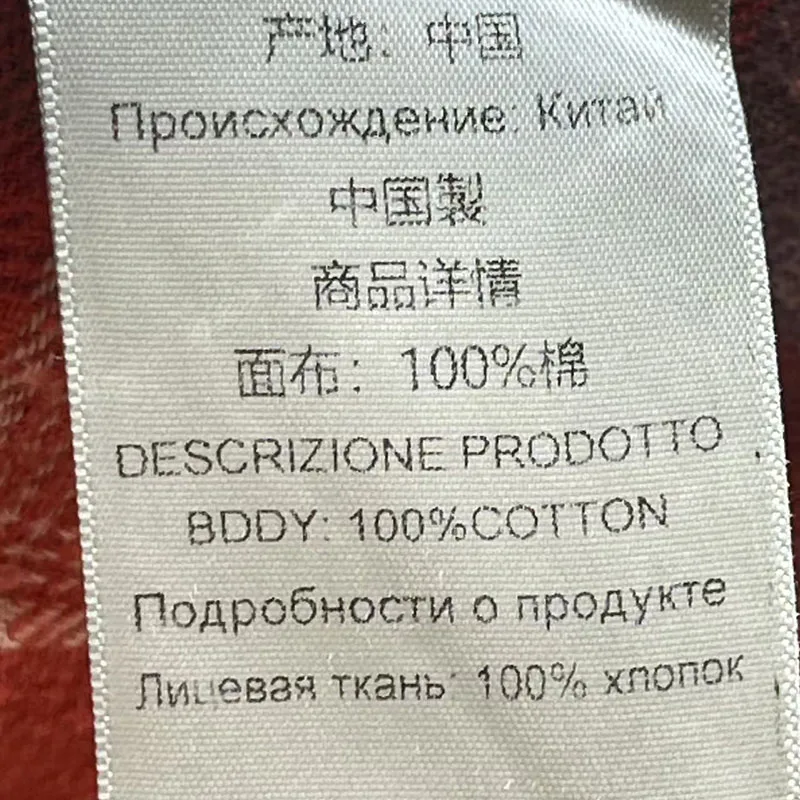 产地：中国
Происхождение: Китай
中国製
商品详情
面布：100%棉
DESCRIZIONE PRODOTTO
BDDY: 100%COTTON
Подробности о продукте
Лицевая ткань: 100% хлопок